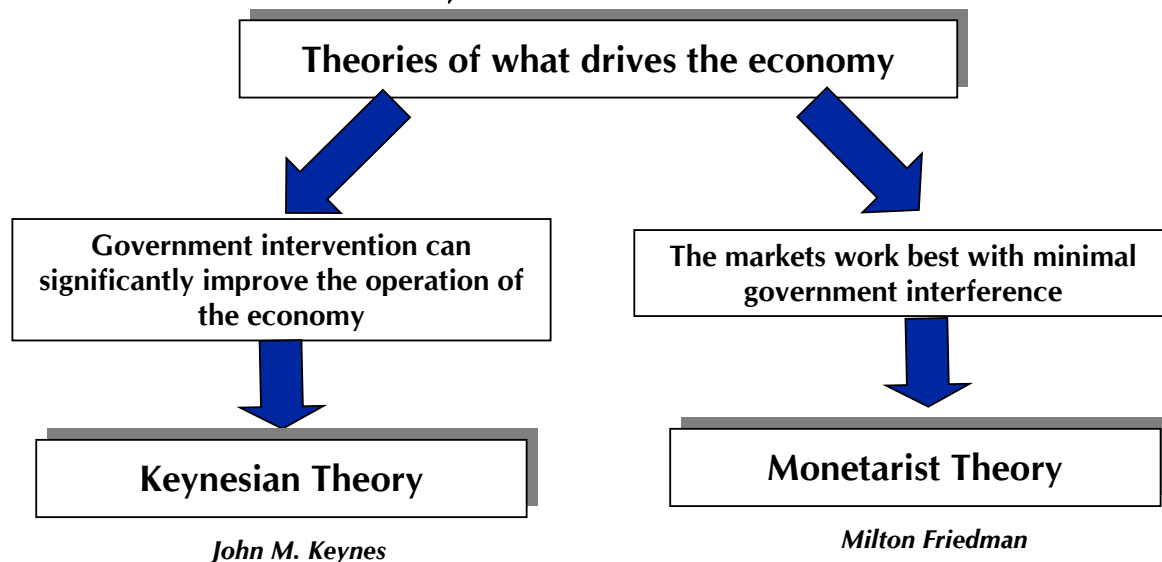 Theories of what drives the economy
Government intervention can
significantly improve the operation of
the economy
The markets work best with minimal
government interference
Keynesian Theory
Monetarist Theory
John M. Keynes
Milton Friedman